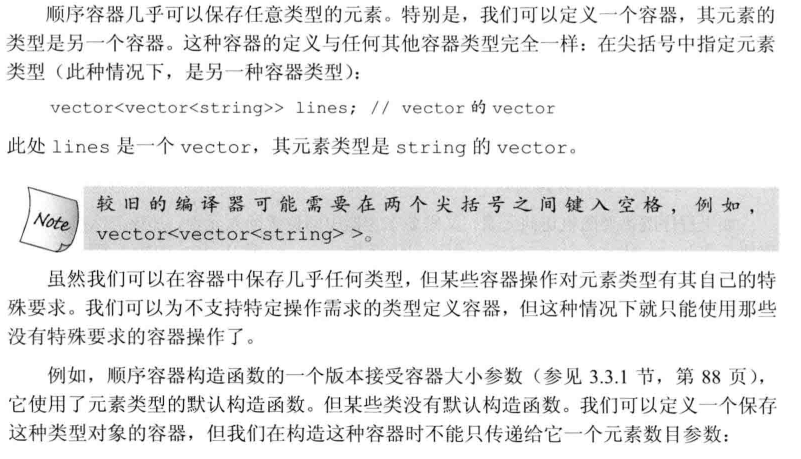 顺序容器几乎可以保存任意类型的元素。特别是，我们可以定义一个容器，其元素的
类型是另一个容器。这种容器的定义与任何其他容器类型完全一样：在尖括号中指定元素
类型（此种情况下，是另一种容器类型）：
vector<vector<string>> lines; // vector 的 vector
此处 lines 是一个 vector，其元素类型是 string 的 vector。
Note
较旧的编译器可能需要在两个尖括号之间键入空格，例如，
vector<vector<string> >。
虽然我们可以在容器中保存几乎任何类型，但某些容器操作对元素类型有其自己的特
殊要求。我们可以为不支持特定操作需求的类型定义容器，但这种情况下就只能使用那些
没有特殊要求的容器操作了。
例如，顺序容器构造函数的一个版本接受容器大小参数（参见 3.3.1 节，第 88 页），
它使用了元素类型的默认构造函数。但某些类没有默认构造函数。我们可以定义一个保存
这种类型对象的容器，但我们在构造这种容器时不能只传递给它一个元素数目参数：